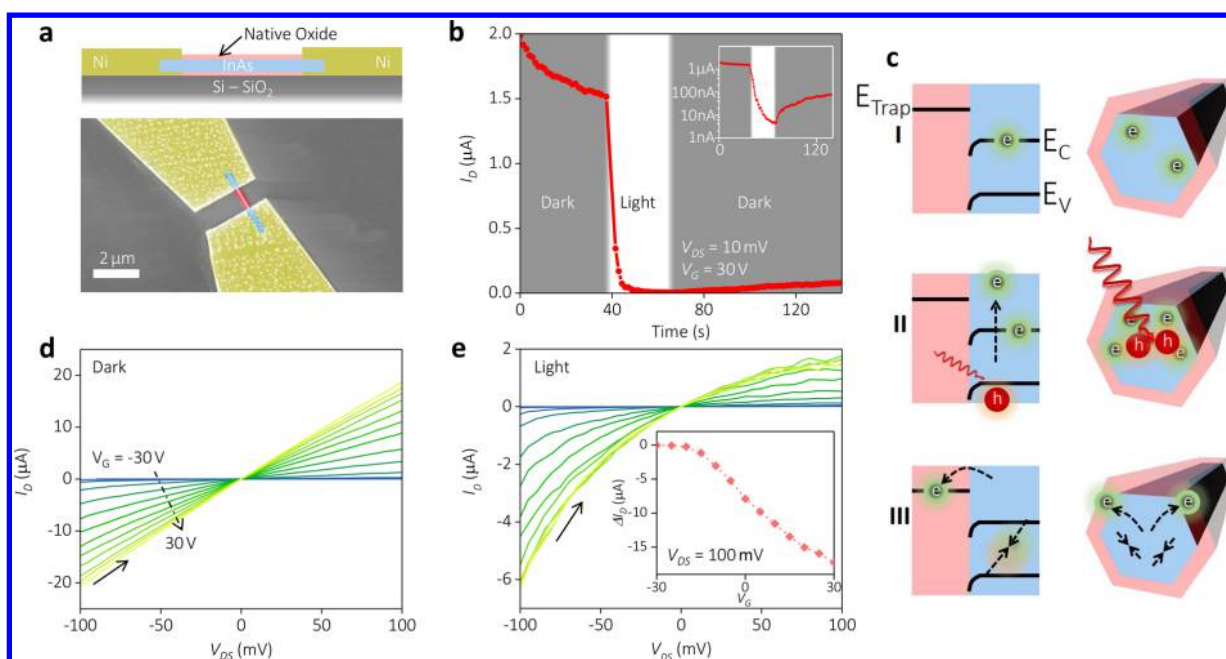 a
Native Oxide
Ni
InAs
Ni
Si – SiO2
2 µm
b
I_D (µA)
2.0
1.5
1.0
0.5
0.0
Dark
Light
Dark
V_DS = 10 mV
V_G = 30 V
1µA
100nA
10nA
1nA
0
140
0
40
80
120
Time (s)
c
E_Trap
I
e
E_C
E_V
e
e
II
e
e
h
e
e
e
e
h
h
III
e
e
e
d
Dark
I_D (µA)
20
10
0
-10
-20
V_G = -30 V
30 V
-100
-50
0
50
100
V_DS (mV)
e
Light
I_D (µA)
2
0
-2
-4
-6
ΔI_D (µA)
0
-5
-10
-15
V_DS = 100 mV
-30
0
30
V_G
-100
-50
0
50
100
V_DS (mV)